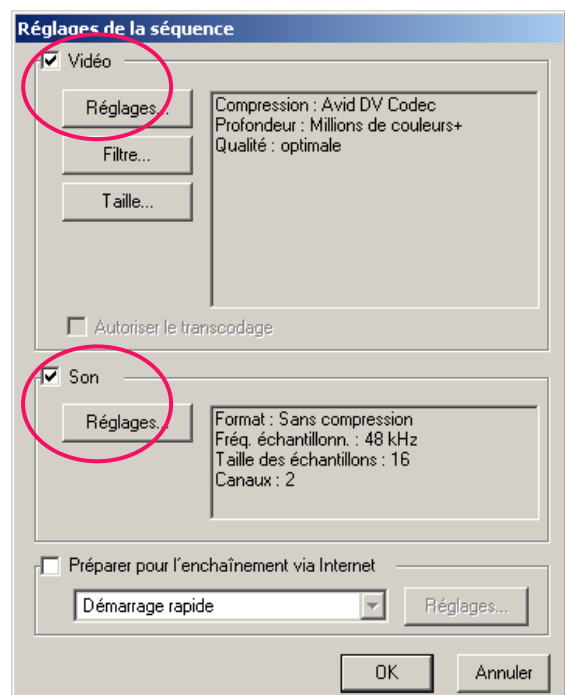 Réglages de la séquence
Vidéo
Réglages...
Compression : Avid DV Codec
Profondeur : Millions de couleurs+
Qualité : optimale
Filtre...
Taille...
Autoriser le transcodage
Son
Réglages...
Format : Sans compression
Fréq. échantillonn. : 48 kHz
Taille des échantillons : 16
Canaux : 2
Préparer pour l'enchaînement via Internet
Démarrage rapide
Réglages...
OK
Annuler